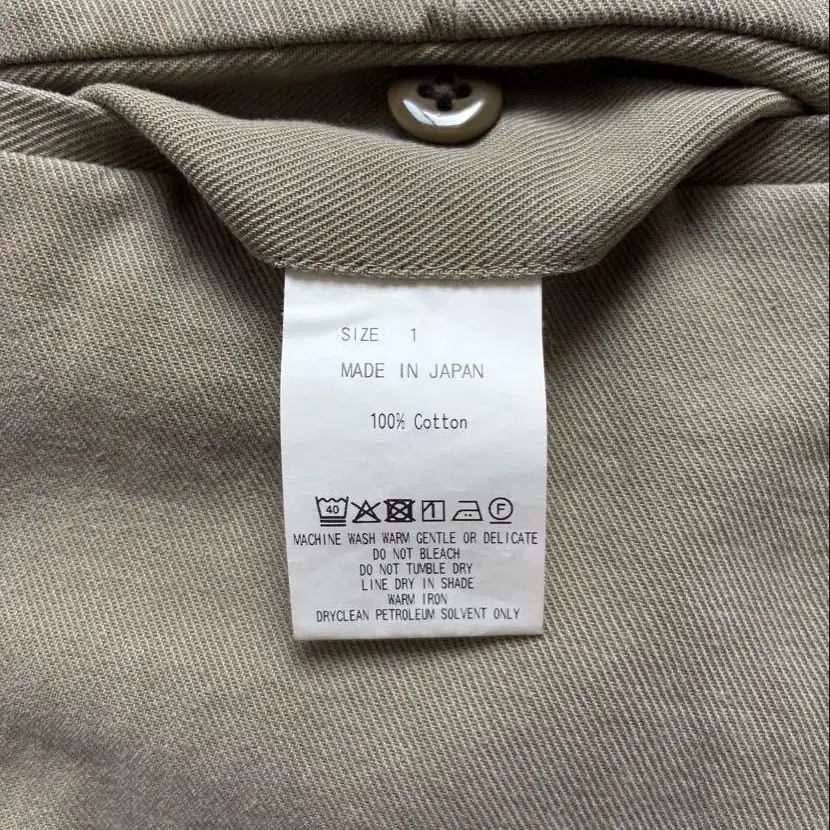 SIZE 1
MADE IN JAPAN
100% Cotton
40 F
MACHINE WASH WARM GENTLE OR DELICATE
DO NOT BLEACH
DO NOT TUMBLE DRY
LINE DRY IN SHADE
WARM IRON
DRYCLEAN PETROLEUM SOLVENT ONLY